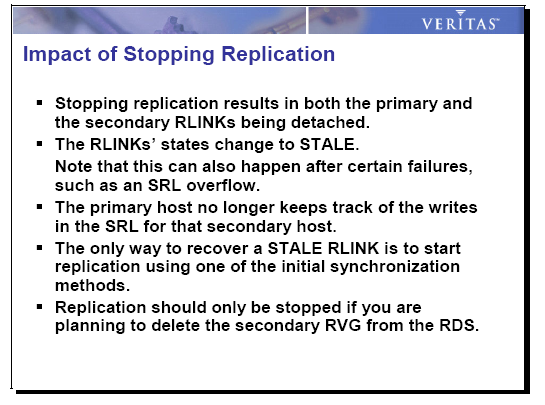 VERITAS™
Impact of Stopping Replication
▪ Stopping replication results in both the primary and
the secondary RLINKs being detached.
▪ The RLINKs’ states change to STALE.
Note that this can also happen after certain failures,
such as an SRL overflow.
▪ The primary host no longer keeps track of the writes
in the SRL for that secondary host.
▪ The only way to recover a STALE RLINK is to start
replication using one of the initial synchronization
methods.
▪ Replication should only be stopped if you are
planning to delete the secondary RVG from the RDS.